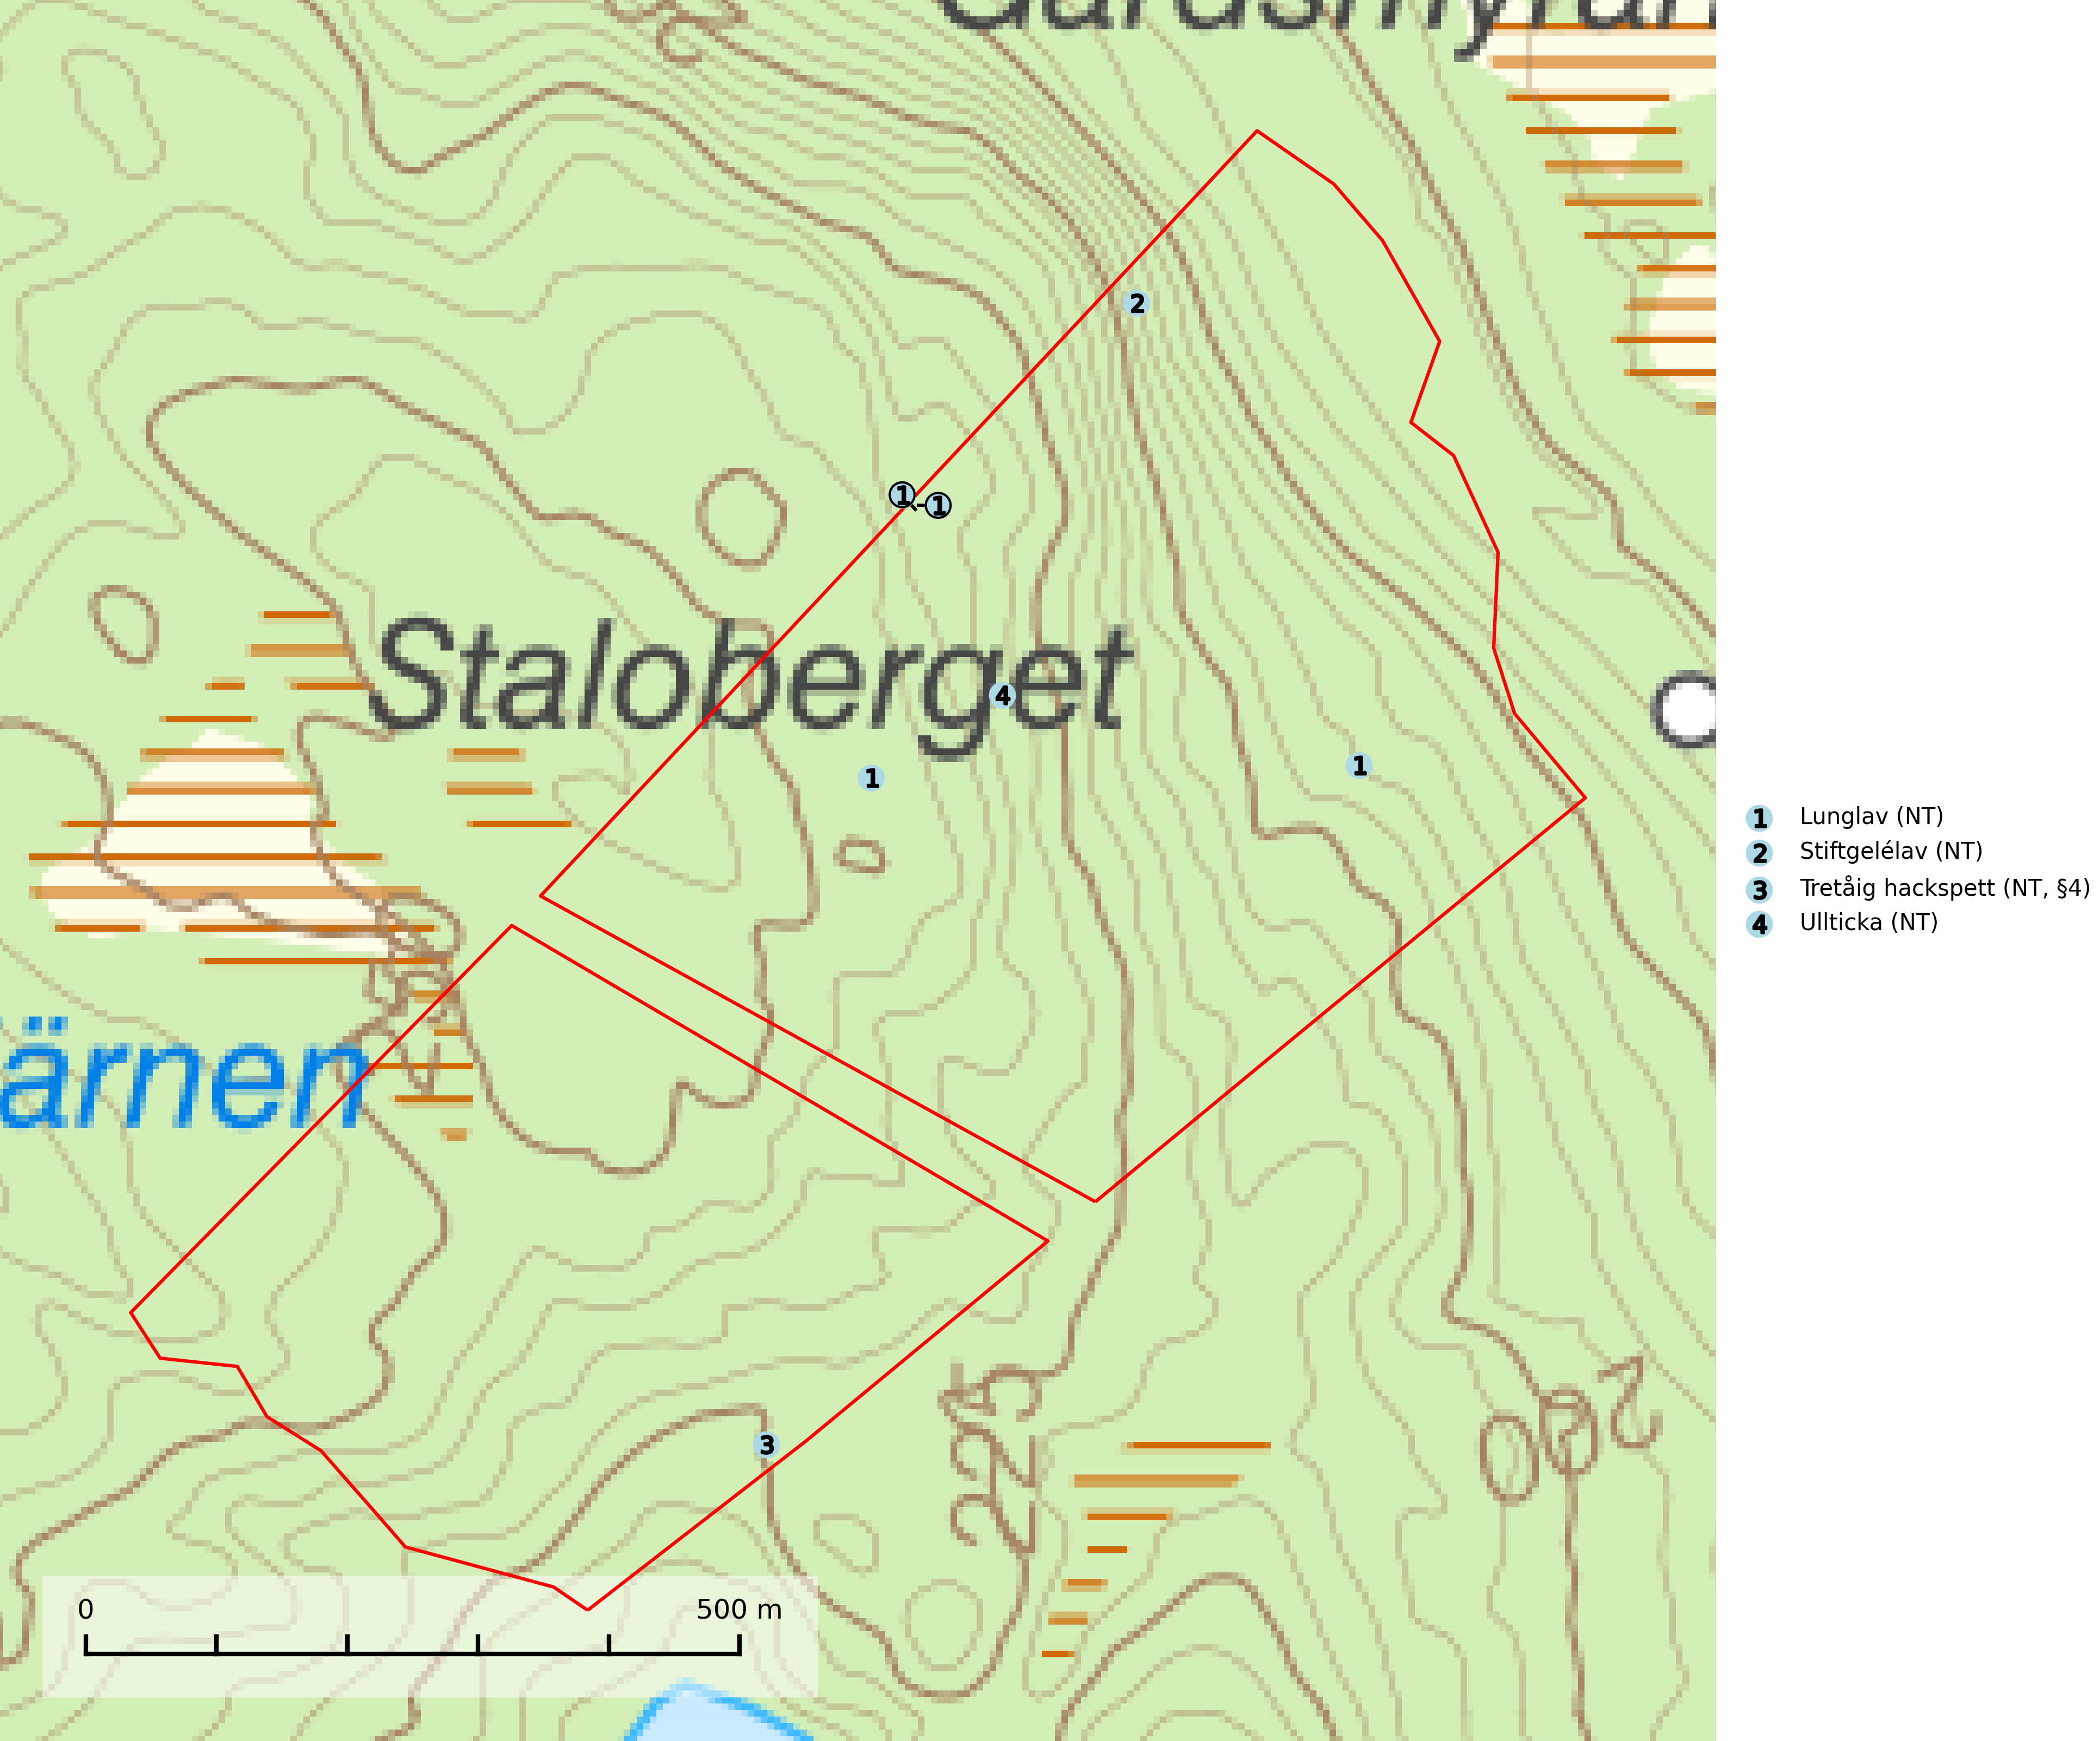 2
1 1
Staloberget
4
1
1
ärnen
3
0 500 m
1 Lunglav (NT)
2 Stiftgelélav (NT)
3 Tretåig hackspett (NT, §4)
4 Ullticka (NT)